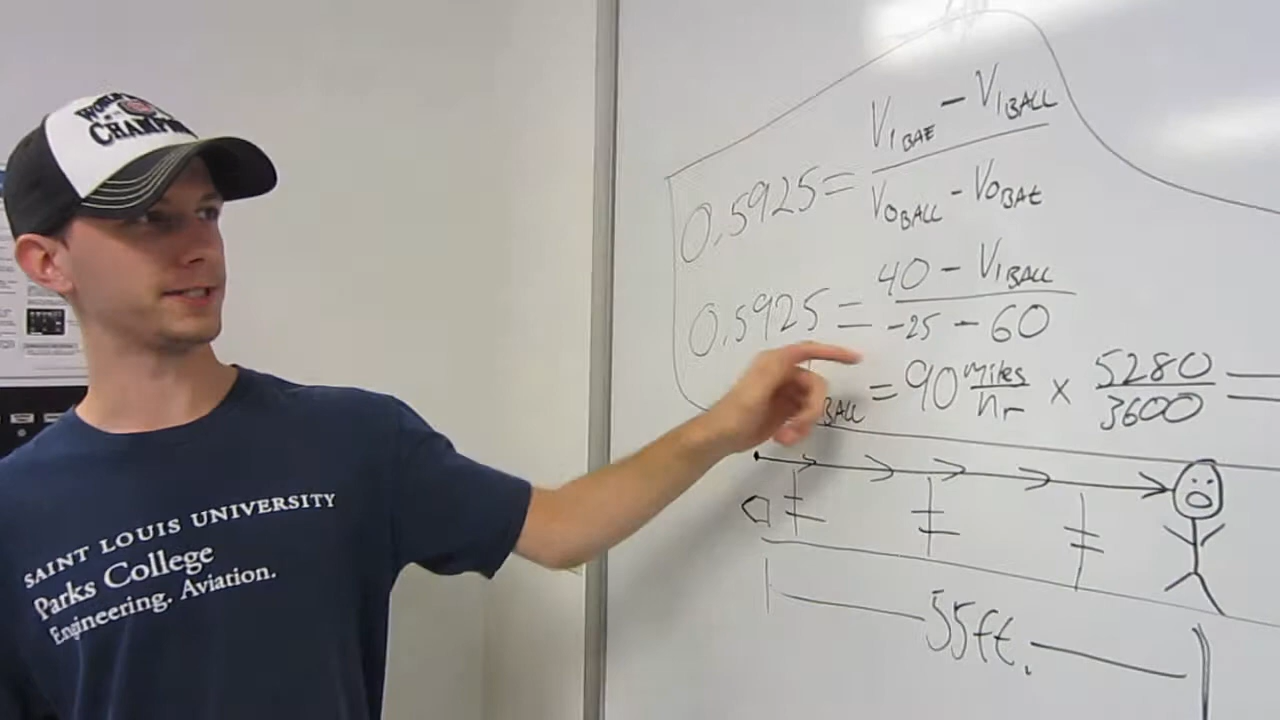 WORLD
CHAMPI
SAINT LOUIS UNIVERSITY
Parks College
Engineering. Aviation.
0.5925 = V1BAT - V1BALL
V0BALL - V0BAT
0.5925 = 40 - V1BALL
-25 - 60
BALL = 90 miles/hr x 5280/3600 =
55ft.